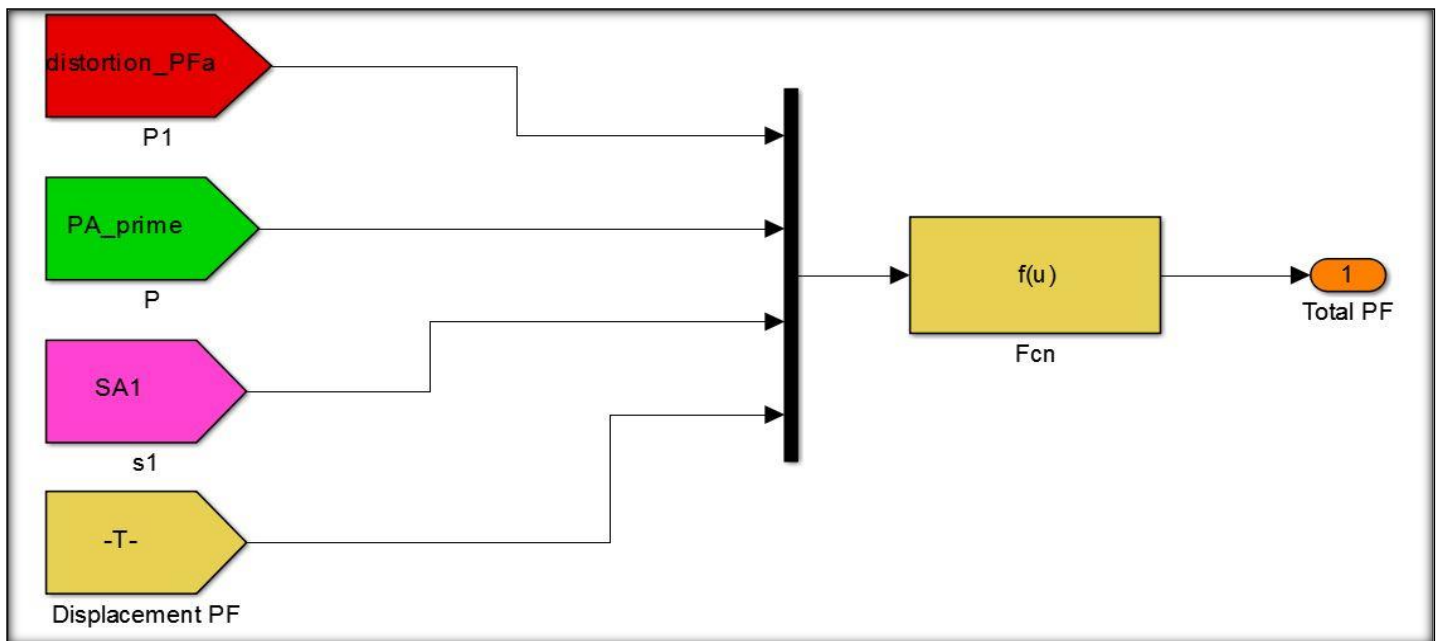 distortion_PFa
P1
PA_prime
P
SA1
s1
-T-
Displacement PF
f(u)
Fcn
1
Total PF